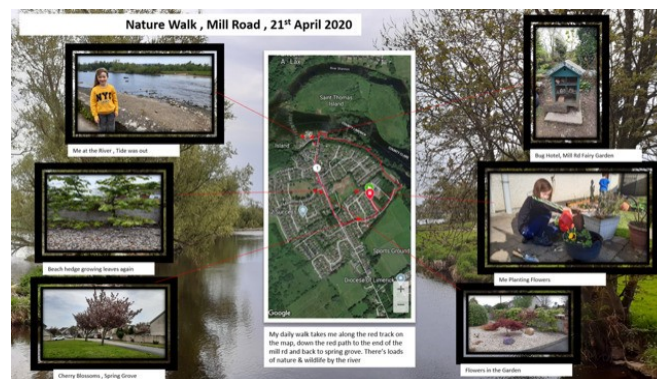 Nature Walk , Mill Road , 21st April 2020
Me at the River , Tide was out
Beach hedge growing leaves again
Cherry Blossoms , Spring Grove
Saint Thomas
Island
Island
Sports Ground
Diocese of Limerick
Google
My daily walk takes me along the red track on
the map, down the red path to the end of the
mill rd and back to spring grove. There's loads
of nature & wildlife by the river
Bug Hotel, Mill Rd Fairy Garden
Me Planting Flowers
Flowers in the Garden